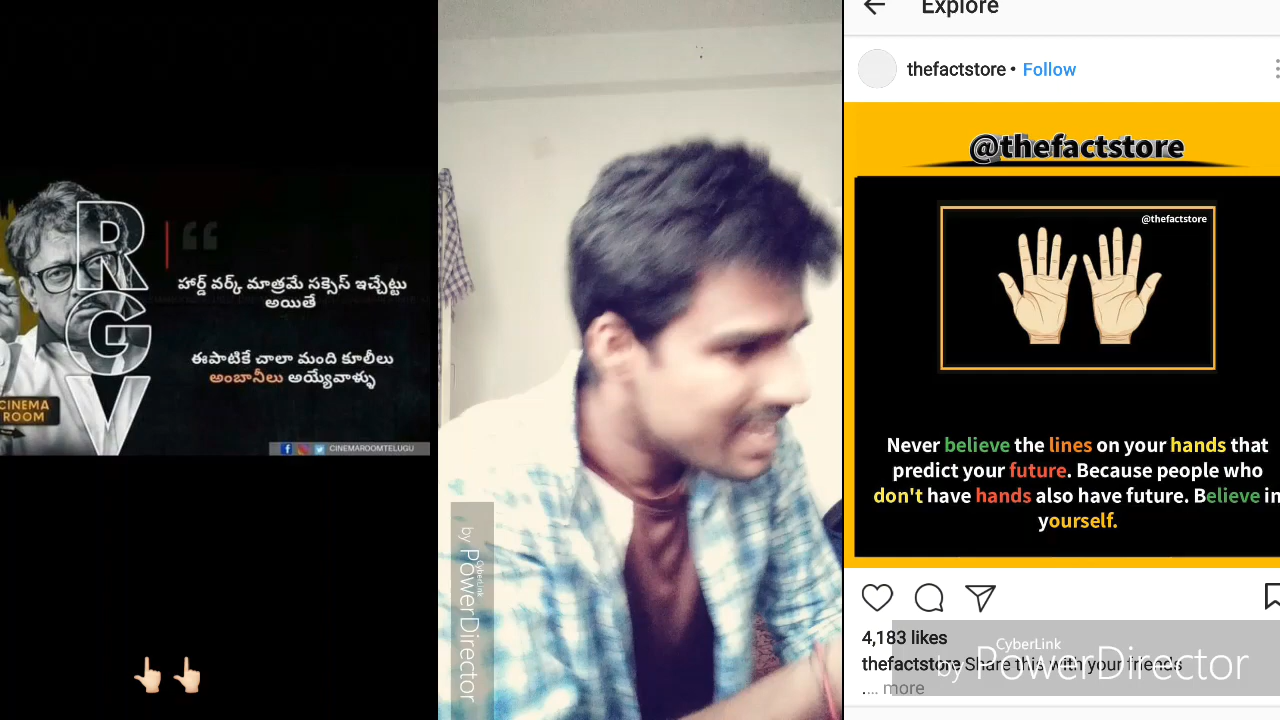 R
G
V
హార్డ్ వర్క్ మాత్రమే సక్సెస్ ఇచ్చేట్టు
అయితే
ఈపాటికే చాలా మంది కూలీలు
అంబానీలు అయ్యేవాళ్ళు
CINEMA
ROOM
CINEMAROOMTELUGU
by CyberLink
PowerDirector
Explore
thefactstore • Follow
@thefactstore
@thefactstore
Never believe the lines on your hands that
predict your future. Because people who
don't have hands also have future. Believe in
yourself.
4,183 likes
thefactstore Share this with your friends
.... more
CyberLink
by PowerDirector